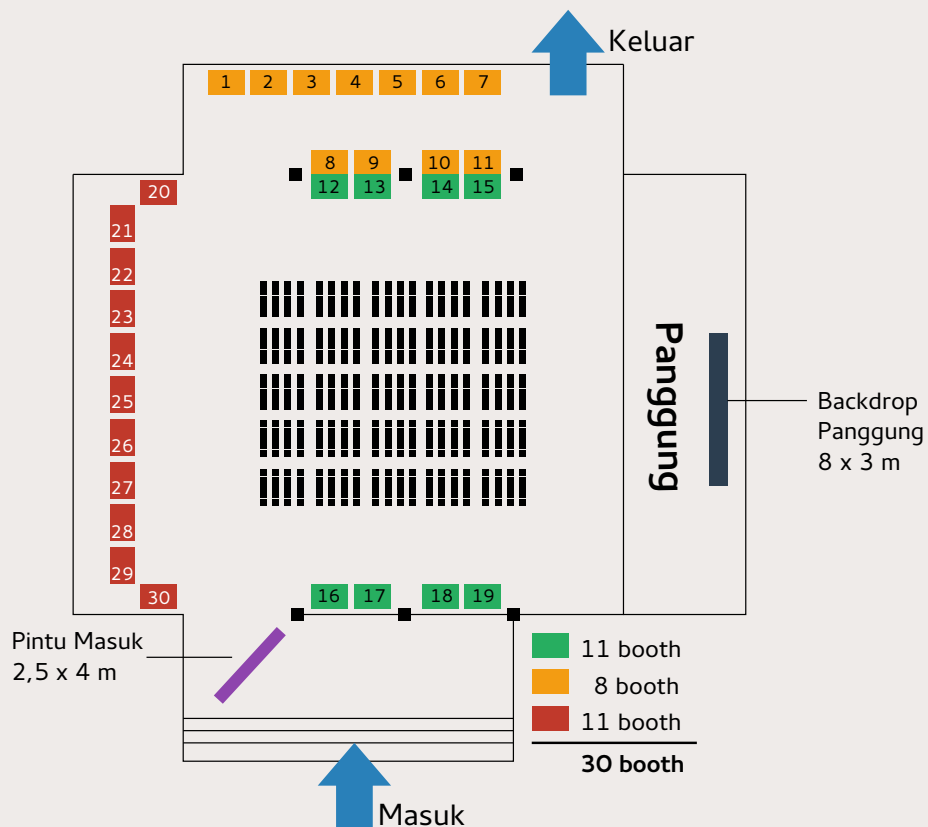 Keluar
1 2 3 4 5 6 7
8 9 10 11
12 13 14 15
20
21
22
23
24
25
26
27
28
29
30
Panggung
Backdrop
Panggung
8 x 3 m
16 17 18 19
Pintu Masuk
2,5 x 4 m
11 booth
8 booth
11 booth
30 booth
Masuk